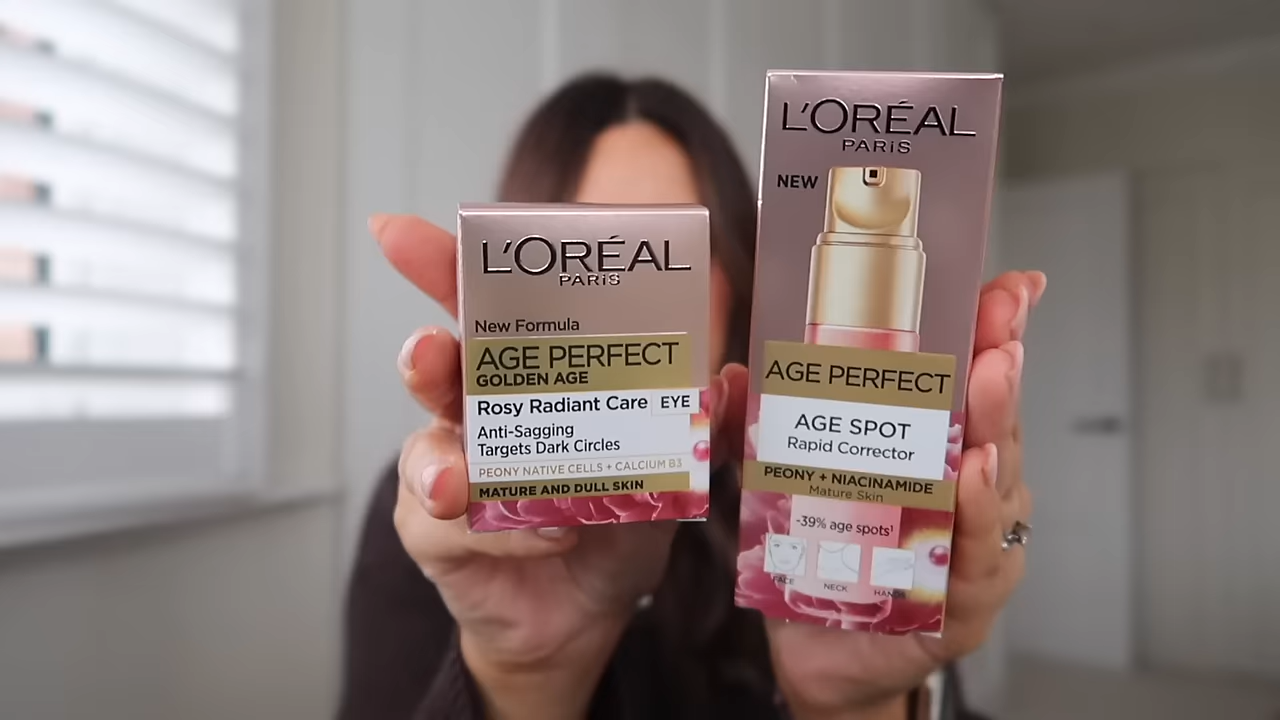 L'ORÉAL
PARIS
New Formula
AGE PERFECT
GOLDEN AGE
Rosy Radiant Care EYE
Anti-Sagging
Targets Dark Circles
PEONY NATIVE CELLS + CALCIUM B3
MATURE AND DULL SKIN
L'ORÉAL
PARIS
NEW
AGE PERFECT
AGE SPOT
Rapid Corrector
PEONY + NIACINAMIDE
Mature Skin
-39% age spots¹
FACE
NECK
HANDS